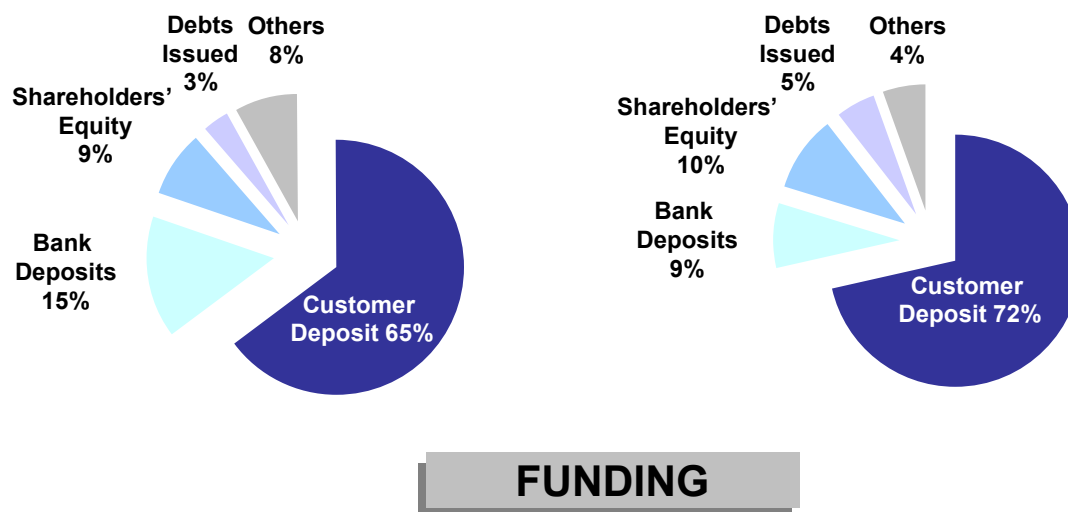 Debts
Issued
3%
Others
8%
Shareholders'
Equity
9%
Bank
Deposits
15%
Customer
Deposit 65%
Debts
Issued
5%
Others
4%
Shareholders'
Equity
10%
Bank
Deposits
9%
Customer
Deposit 72%
FUNDING